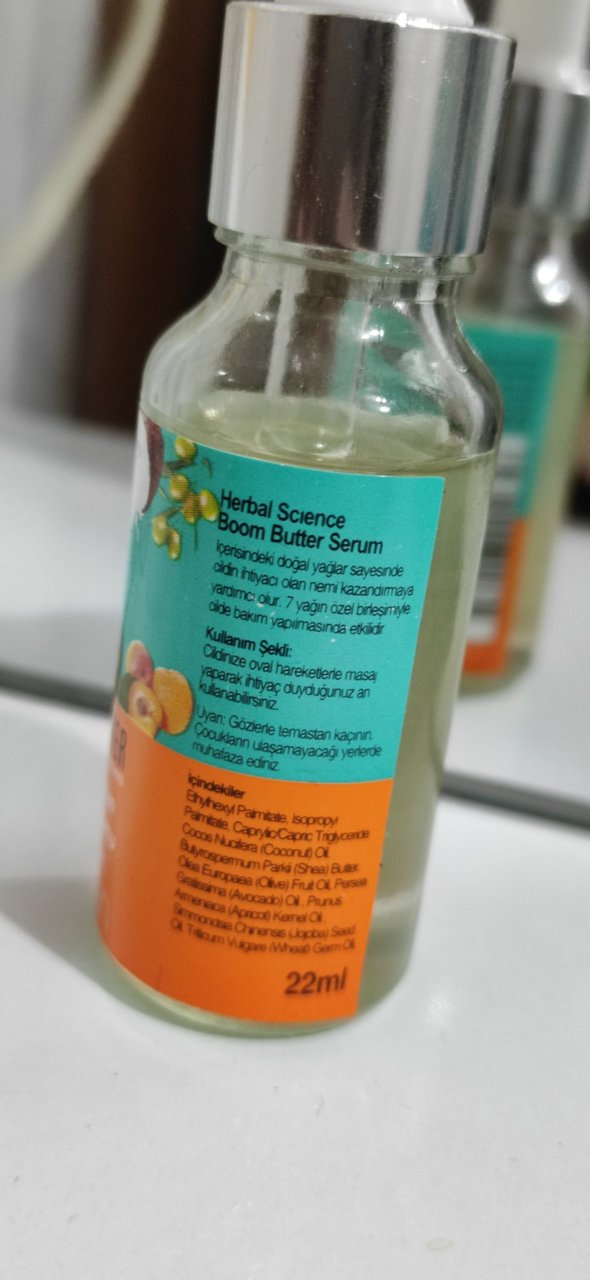 Herbal Science
Boom Butter Serum
İçerisindeki doğal yağlar sayesinde
cildin ihtiyacı olan nemi kazandırmaya
yardımcı olur. 7 yağın özel birleşimiyle
cilde bakım yapılmasında etkilidir
Kullanım Şekli:
Cildinize oval hareketlerle masaj
yaparak ihtiyaç duyduğunuz an
kullanabilirsiniz.
Uyarı: Gözlerle temastan kaçının.
Çocukların ulaşamayacağı yerlerde
muhafaza ediniz
İçindekiler
Ethylhexyl Palmitate, Isopropyl
Palmitate, Caprylic/Capric Triglyceride
Cocos Nucifera (Coconut) Oil,
Butyrospermum Parkii (Shea) Butter,
Olea Europaea (Olive) Fruit Oil, Persea
Gratissima (Avocado) Oil , Prunus
Armeniaca (Apricot) Kernel Oil
Simmondsia Chinensis (Jojoba) Seed
Oil, Triticum Vulgare (Wheat) Germ Oil,
22ml